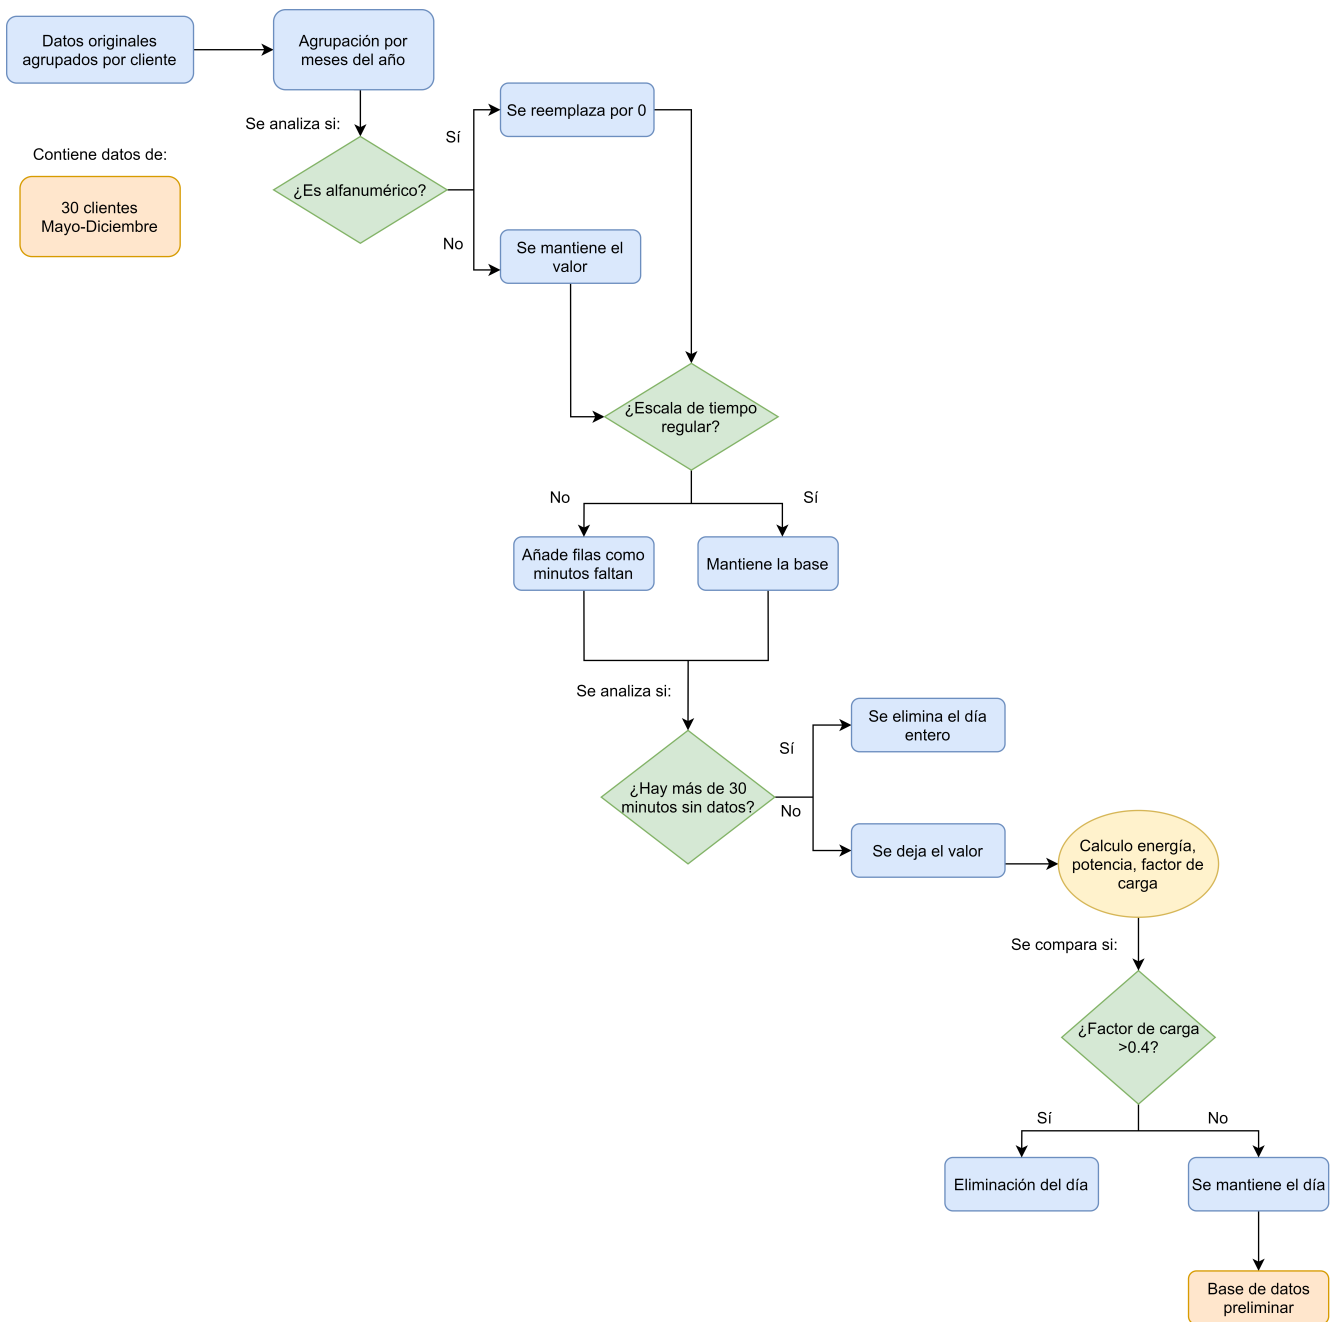 Datos originales
agrupados por cliente
Agrupación por
meses del año
Se analiza si:
Contiene datos de:
30 clientes
Mayo-Diciembre
¿Es alfanumérico?
Sí
Se reemplaza por 0
No
Se mantiene el
valor
¿Escala de tiempo
regular?
No
Sí
Añade filas como
minutos faltan
Mantiene la base
Se analiza si:
¿Hay más de 30
minutos sin datos?
Sí
Se elimina el día
entero
No
Se deja el valor
Calculo energía,
potencia, factor de
carga
Se compara si:
¿Factor de carga
>0.4?
Sí
No
Eliminación del día
Se mantiene el día
Base de datos
preliminar